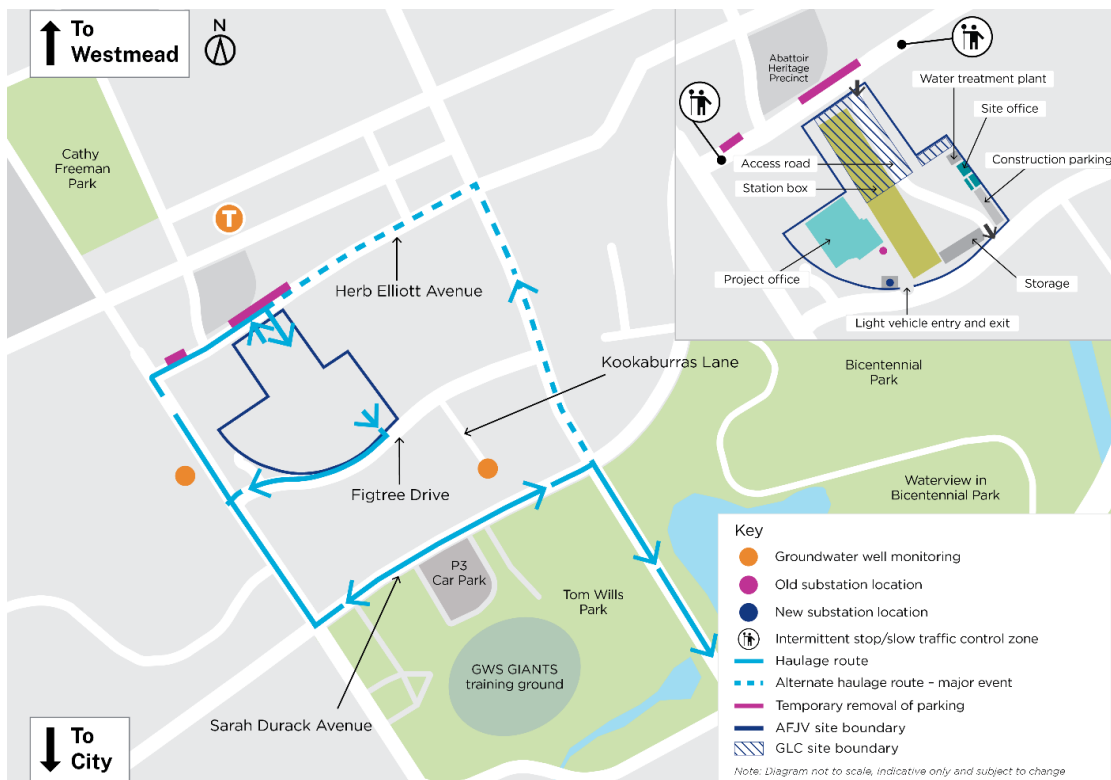 To
Westmead
N
Abattoir
Heritage
Precinct
Water treatment plant
Site office
Construction parking
Access road
Station box
Project office
Storage
Light vehicle entry and exit
Cathy
Freeman
Park
T
Herb Elliott Avenue
Kookaburras Lane
Bicentennial
Park
Figtree Drive
Waterview in
Bicentennial Park
P3
Car Park
Tom Wills
Park
GWS GIANTS
training ground
Sarah Durack Avenue
To
City
Key
Groundwater well monitoring
Old substation location
New substation location
Intermittent stop/slow traffic control zone
Haulage route
Alternate haulage route – major event
Temporary removal of parking
AFJV site boundary
GLC site boundary
Note: Diagram not to scale, indicative only and subject to change